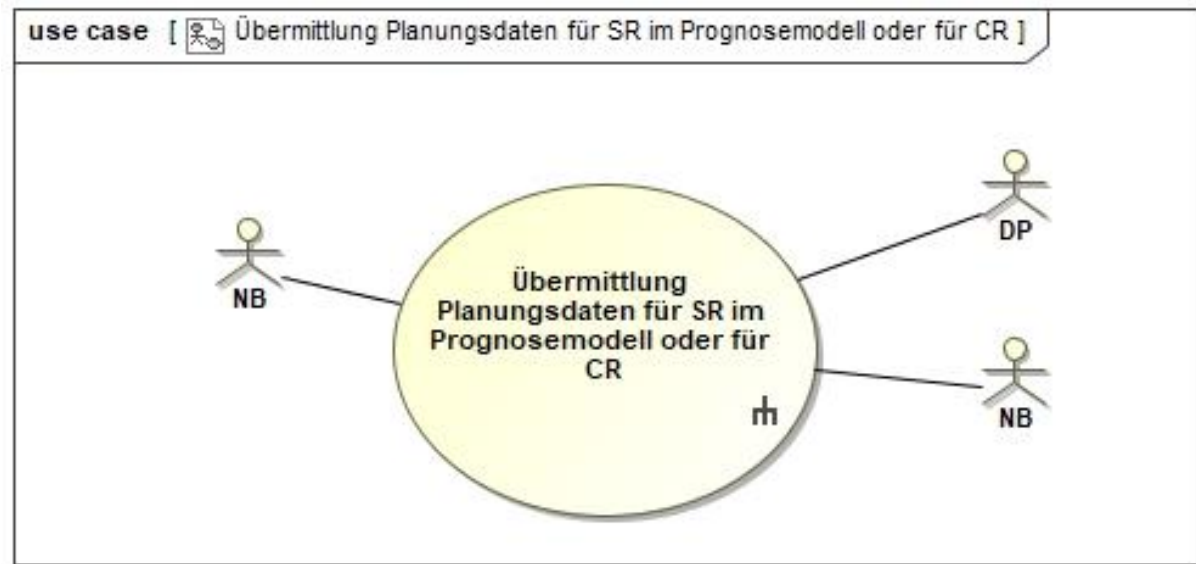 use case [ Übermittlung Planungsdaten für SR im Prognosemodell oder für CR ]
DP
NB
Übermittlung
Planungsdaten für SR im
Prognosemodell oder für
CR
NB